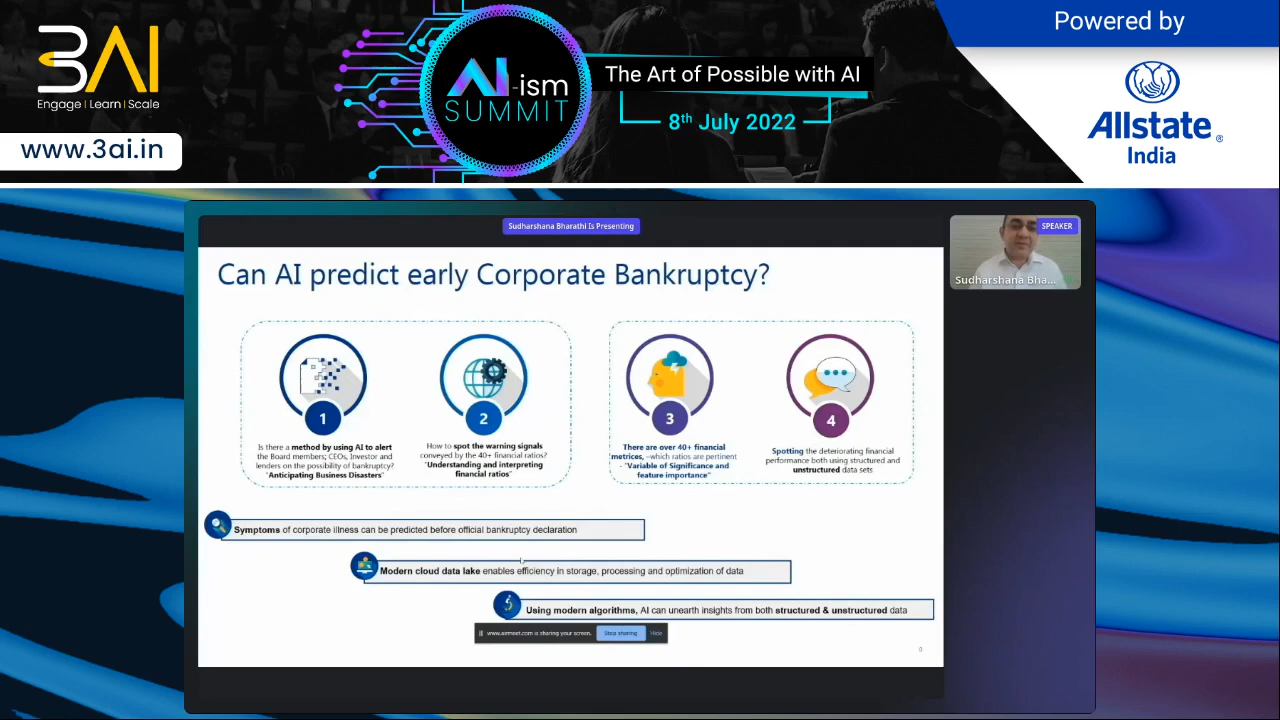 3AI
Engage | Learn | Scale
www.3ai.in
AI-ism
SUMMIT
The Art of Possible with AI
8th July 2022
Powered by
Allstate®
India
Sudharshana Bharathi Is Presenting
SPEAKER
Sudharshana Bha...
Can AI predict early Corporate Bankruptcy?
1
Is there a method by using AI to alert
the Board members; CEOs, Investor and
lenders on the possibility of bankruptcy?
"Anticipating Business Disasters"
2
How to spot the warning signals
conveyed by the 40+ financial ratios?
"Understanding and interpreting
financial ratios"
3
There are over 40+ financial
metrices, –which ratios are pertinent
- "Variable of Significance and
feature importance"
4
Spotting the deteriorating financial
performance both using structured and
unstructured data sets
Symptoms of corporate illness can be predicted before official bankruptcy declaration
Modern cloud data lake enables efficiency in storage, processing and optimization of data
Using modern algorithms, AI can unearth insights from both structured & unstructured data
www.airmeet.com is sharing your screen.
Stop sharing
Hide